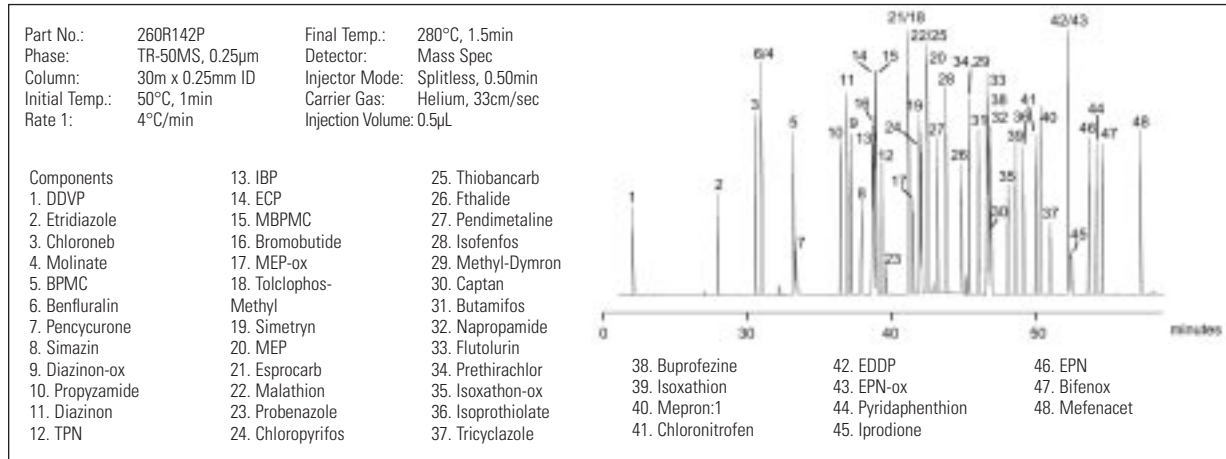 Part No.: 260R142P
Phase: TR-50MS, 0.25µm
Column: 30m x 0.25mm ID
Initial Temp.: 50°C, 1min
Rate 1: 4°C/min
Final Temp.: 280°C, 1.5min
Detector: Mass Spec
Injector Mode: Splitless, 0.50min
Carrier Gas: Helium, 33cm/sec
Injection Volume: 0.5µL
Components
1. DDVP
2. Etridiazole
3. Chloroneb
4. Molinate
5. BPMC
6. Benfluralin
7. Pencycurone
8. Simazin
9. Diazinon-ox
10. Propyzamide
11. Diazinon
12. TPN
13. IBP
14. ECP
15. MBPMC
16. Bromobutide
17. MEP-ox
18. Tolclophos-
Methyl
19. Simetryn
20. MEP
21. Esprocarb
22. Malathion
23. Probenazole
24. Chloropyrifos
25. Thiobancarb
26. Fthalide
27. Pendimetaline
28. Isofenfos
29. Methyl-Dymron
30. Captan
31. Butamifos
32. Napropamide
33. Flutolurin
34. Prethirachlor
35. Isoxathon-ox
36. Isoprothiolate
37. Tricyclazole
1
2
3
6/4
5
7
10
11
9
8
14
15
16
13
12
23
21/18
22/25
20
19
24
17
27
28
26
34
29
31
33
38
32
30
35
39
36
41
40
37
42/43
45
46
44
47
48
0 30 40 50 minutes
38. Buprofezine
39. Isoxathion
40. Mepron:1
41. Chloronitrofen
42. EDDP
43. EPN-ox
44. Pyridaphenthion
45. Iprodione
46. EPN
47. Bifenox
48. Mefenacet